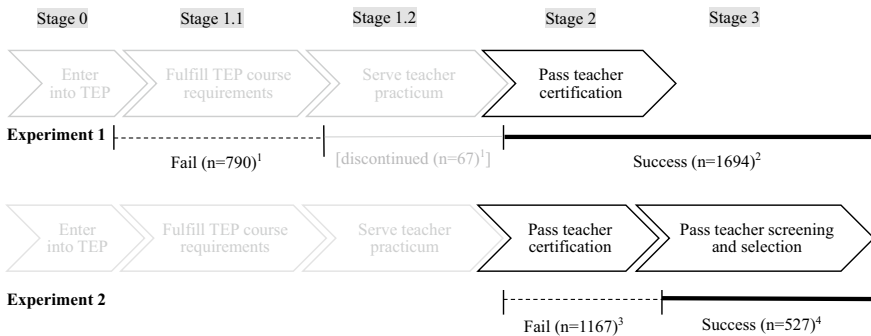 Stage 0 Stage 1.1 Stage 1.2 Stage 2 Stage 3
Enter into TEP
Fulfill TEP course requirements
Serve teacher practicum
Pass teacher certification
Experiment 1
Fail (n=790)¹
[discontinued (n=67)¹]
Success (n=1694)²
Enter into TEP
Fulfill TEP course requirements
Serve teacher practicum
Pass teacher certification
Pass teacher screening and selection
Experiment 2
Fail (n=1167)³
Success (n=527)⁴